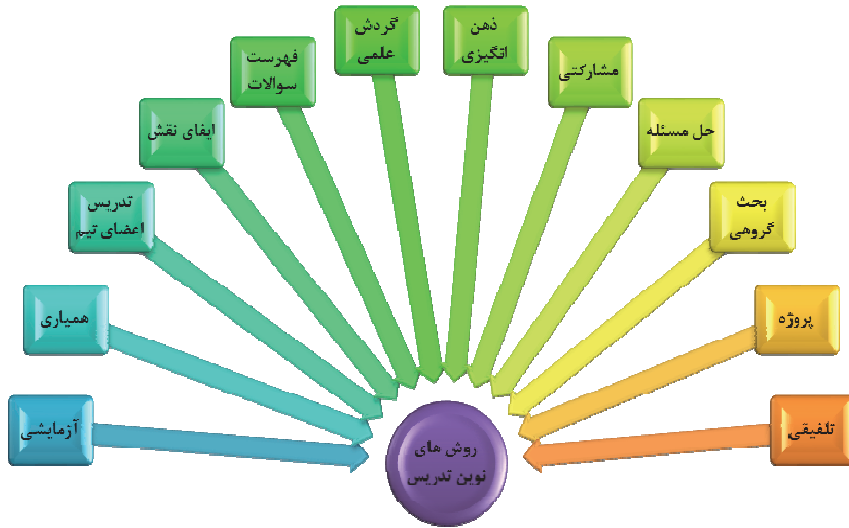 ذهن
انگیزی
گردش
علمی
فهرست
سوالات
مشارکتی
ایفای نقش
حل مسئله
تدریس
اعضای تیم
بحث
گروهی
همیاری
پروژه
آزمایشی
تلفیقی
روش های
نوین تدریس